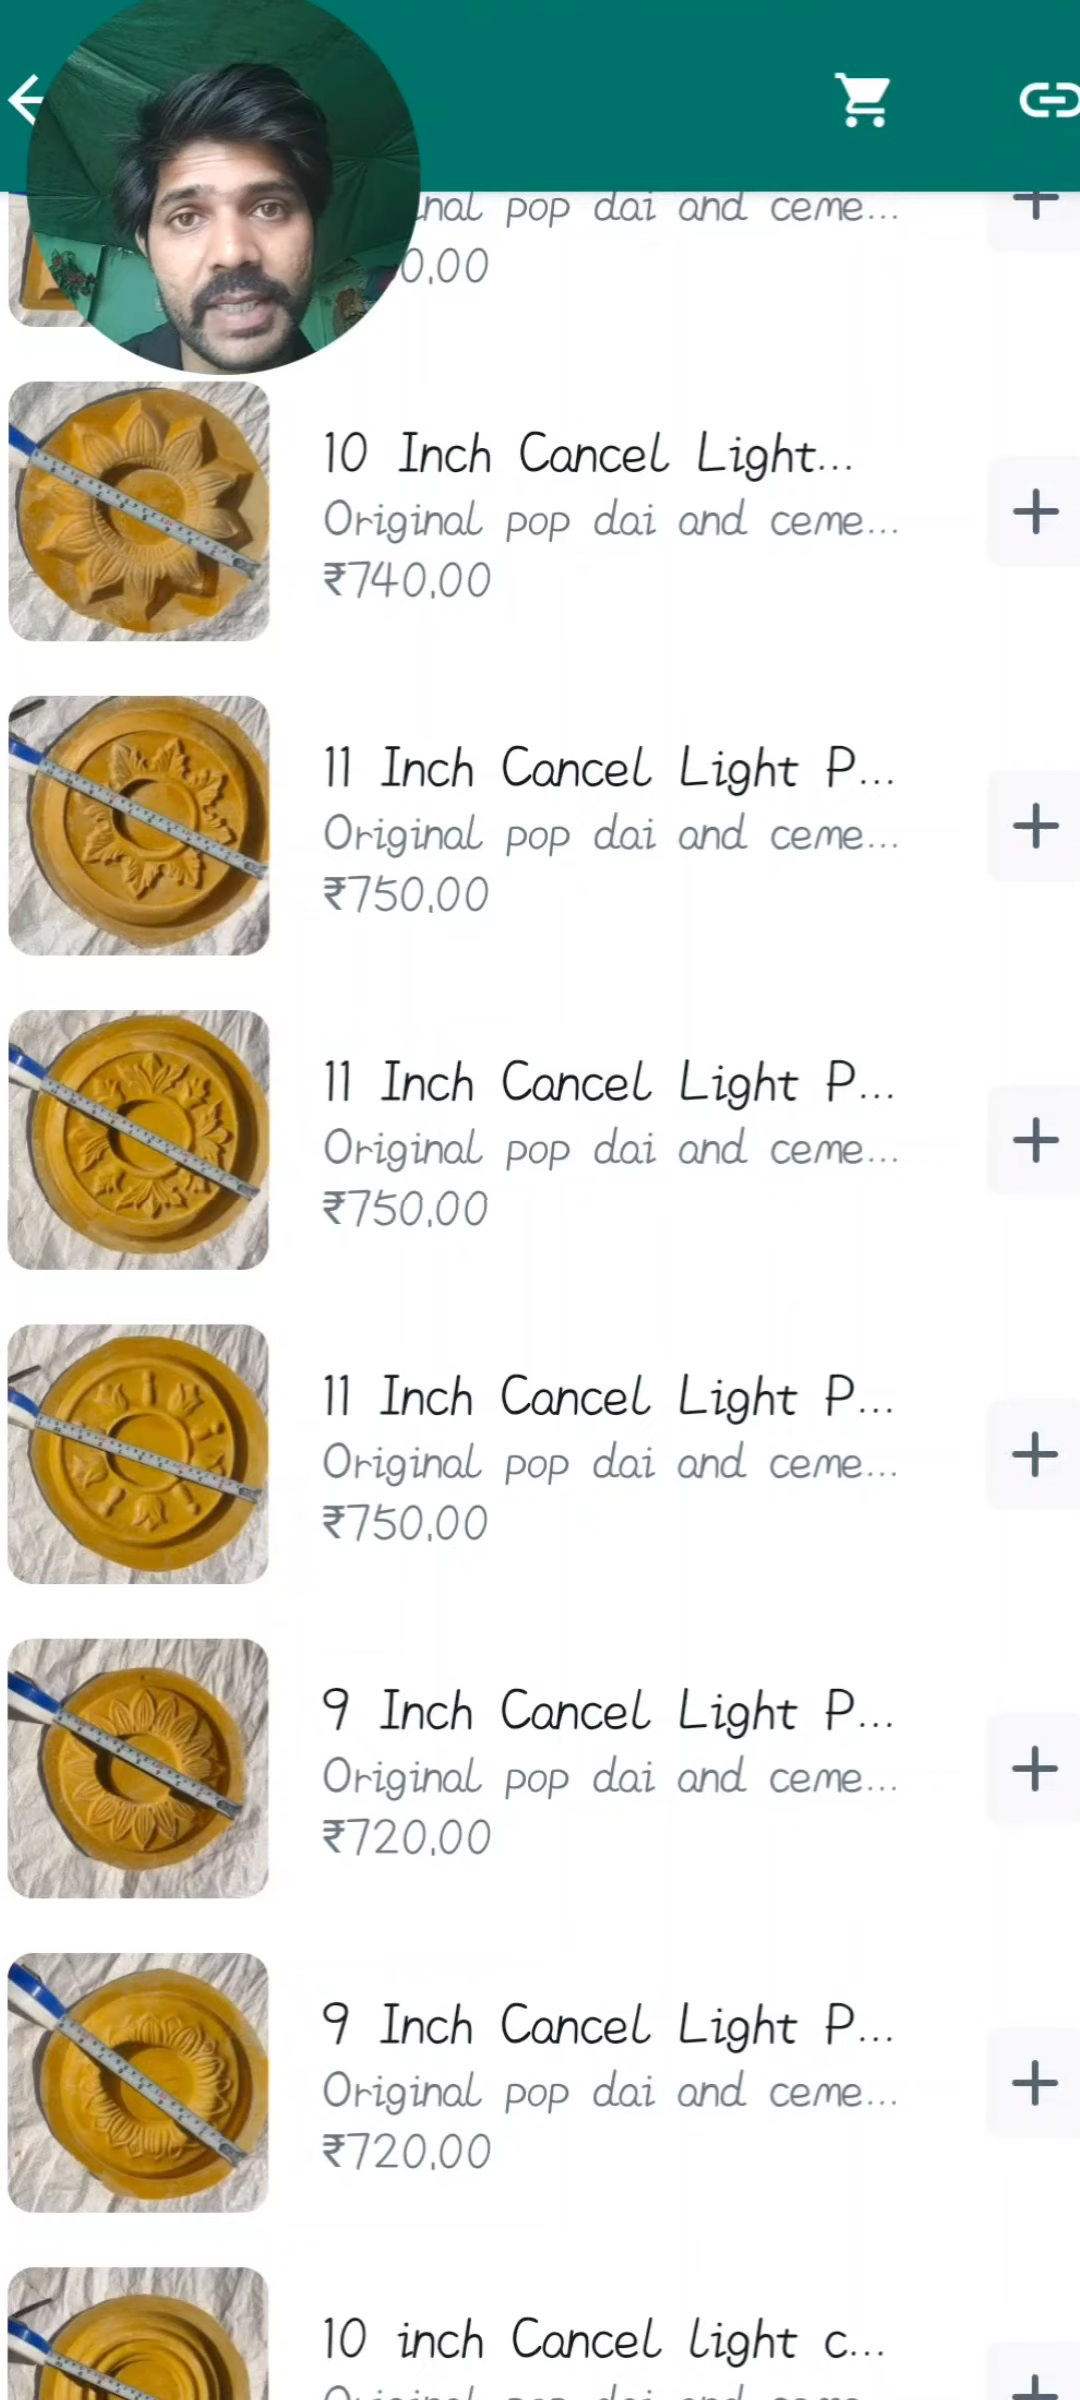 nal pop dai and ceme...
0.00
10 Inch Cancel Light...
Original pop dai and ceme...
₹740.00
11 Inch Cancel Light P...
Original pop dai and ceme...
₹750.00
11 Inch Cancel Light P...
Original pop dai and ceme...
₹750.00
11 Inch Cancel Light P...
Original pop dai and ceme...
₹750.00
9 Inch Cancel Light P...
Original pop dai and ceme...
₹720.00
9 Inch Cancel Light P...
Original pop dai and ceme...
₹720.00
10 inch Cancel light c...